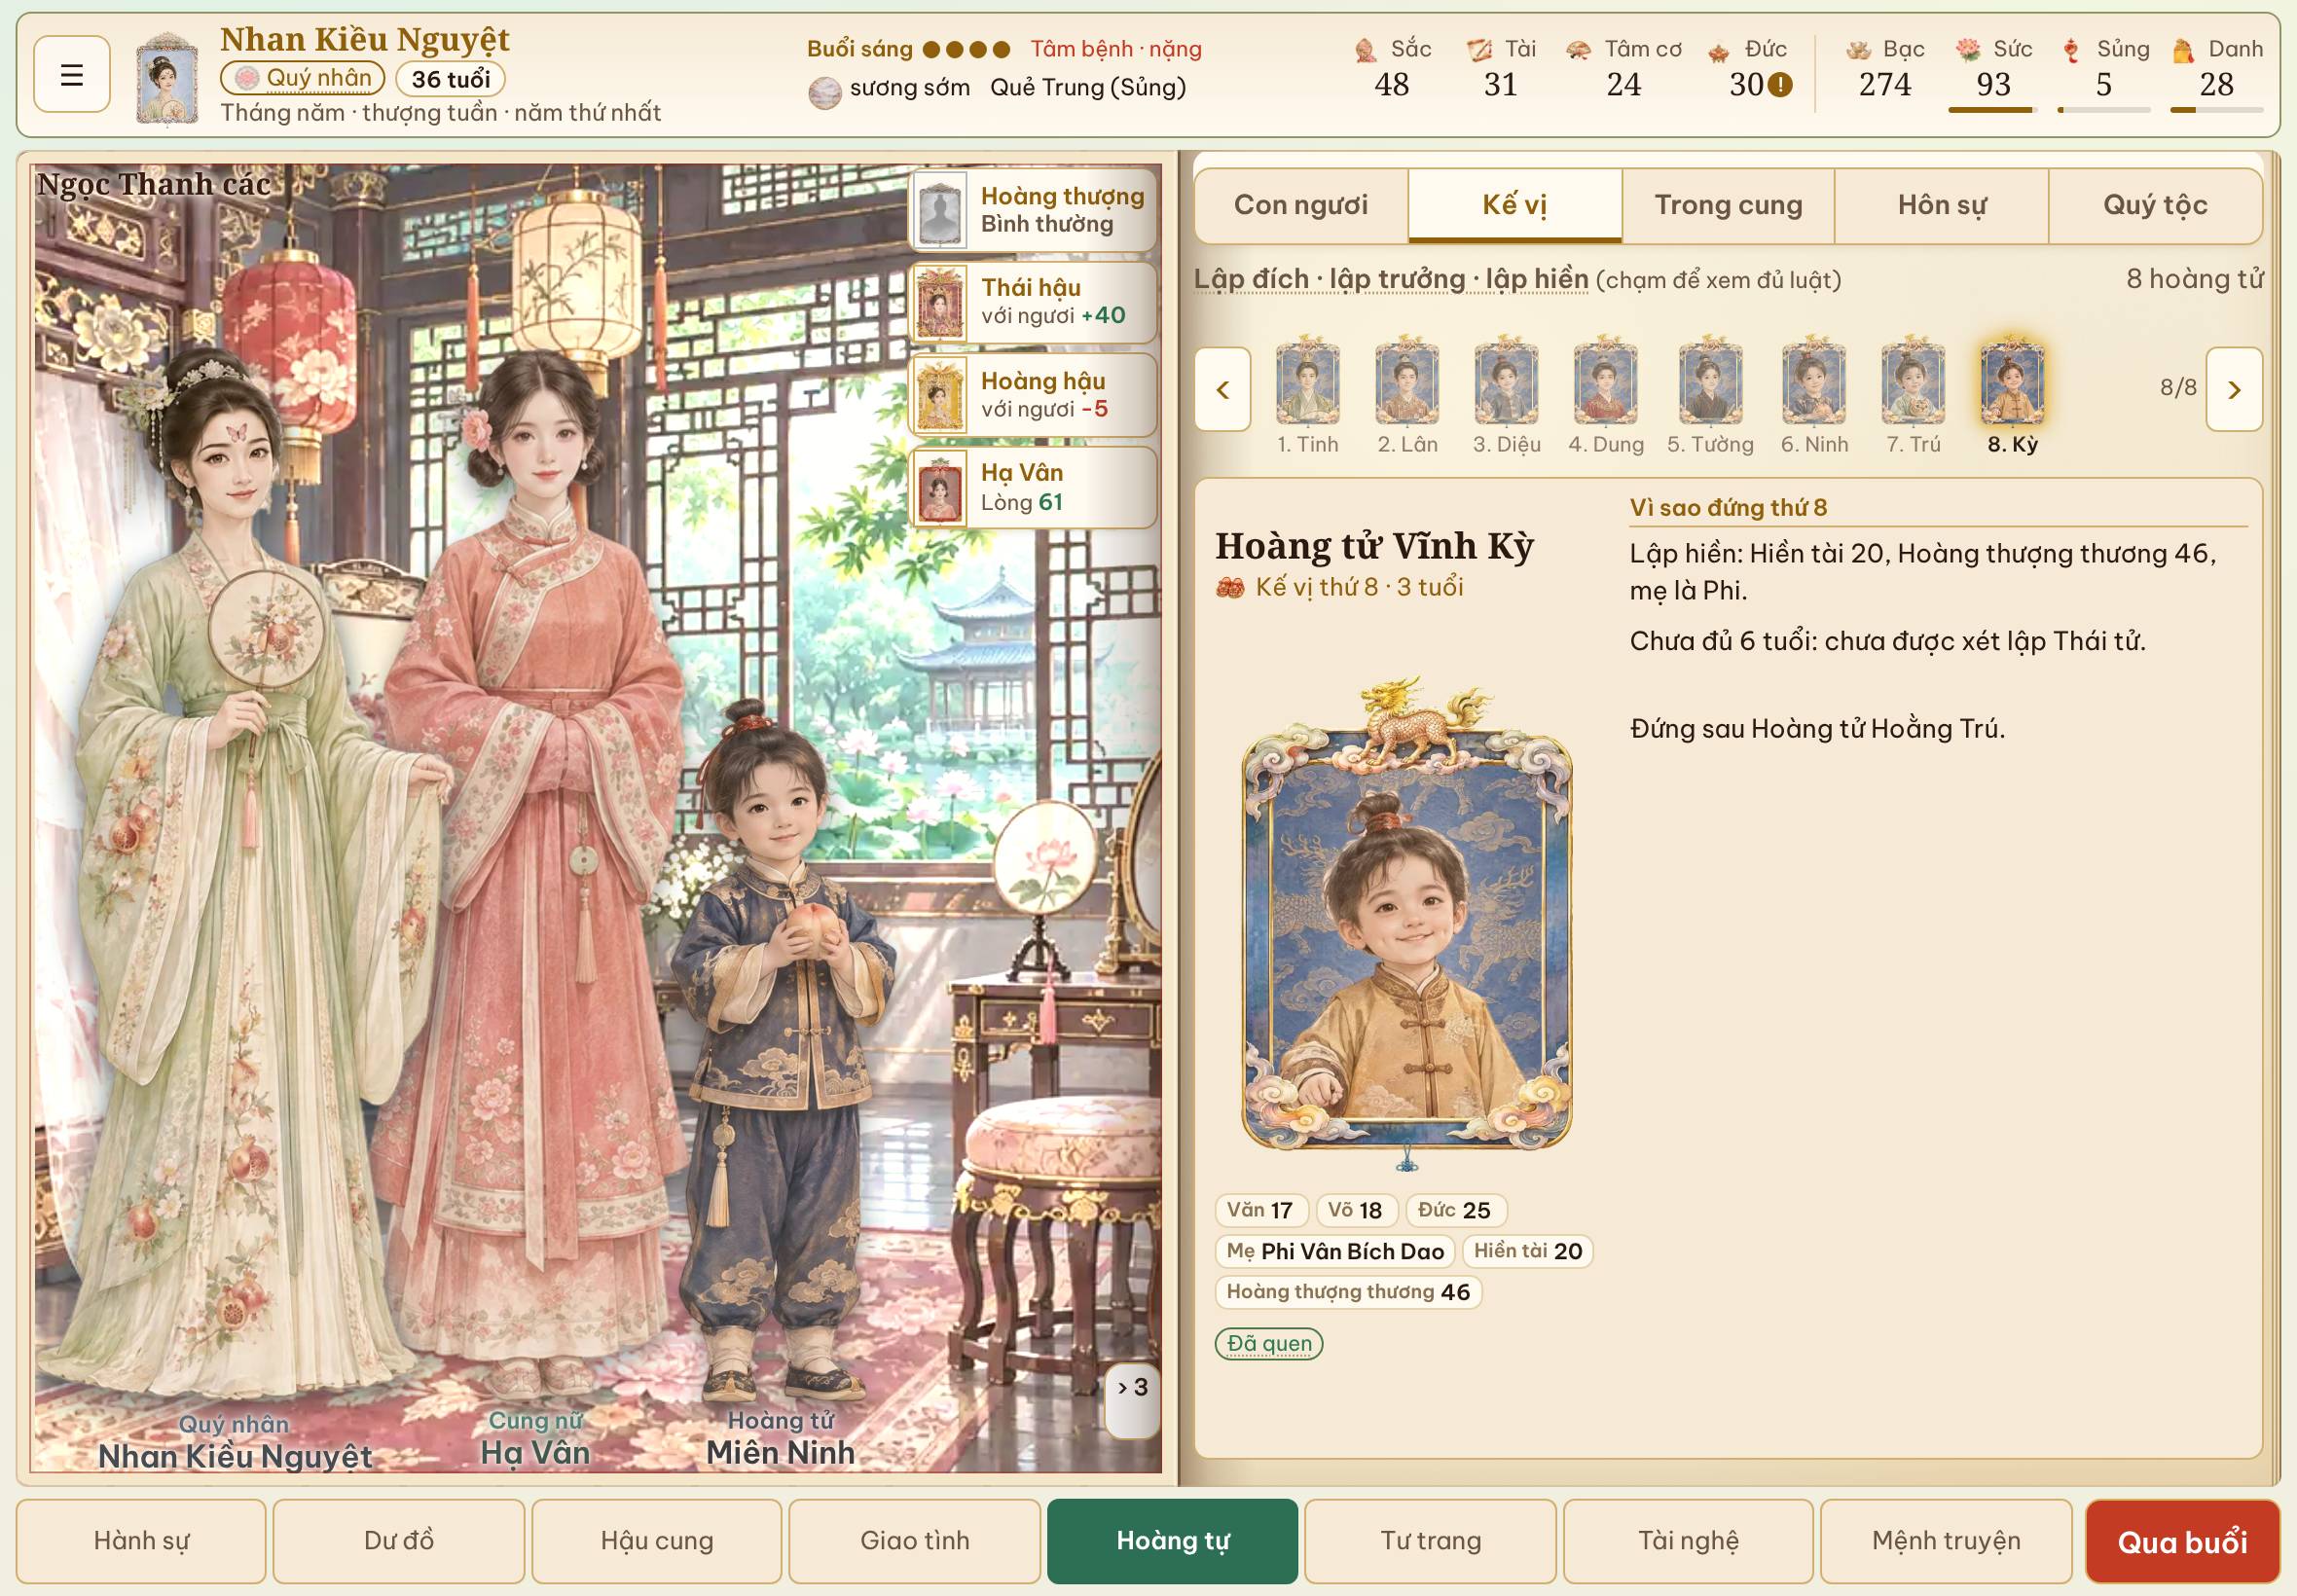 ☰
Nhan Kiều Nguyệt
Quý nhân 36 tuổi
Tháng năm · thượng tuần · năm thứ nhất
Buổi sáng Tâm bệnh · nặng
sương sớm Quẻ Trung (Sủng)
Sắc Tài Tâm cơ Đức Bạc Sức Sủng Danh
48 31 24 30 ! 274 93 5 28
Ngọc Thanh các
Hoàng thượng
Bình thường
Thái hậu
với ngươi +40
Hoàng hậu
với ngươi -5
Hạ Vân
Lòng 61
› 3
Quý nhân
Nhan Kiều Nguyệt
Cung nữ
Hạ Vân
Hoàng tử
Miên Ninh
Con ngươi Kế vị Trong cung Hôn sự Quý tộc
Lập đích · lập trưởng · lập hiền (chạm để xem đủ luật) 8 hoàng tử
‹ 8/8 ›
1. Tinh 2. Lân 3. Diệu 4. Dung 5. Tường 6. Ninh 7. Trú 8. Kỳ
Hoàng tử Vĩnh Kỳ
Kế vị thứ 8 · 3 tuổi
Văn 17 Võ 18 Đức 25
Mẹ Phi Vân Bích Dao Hiền tài 20
Hoàng thượng thương 46
Đã quen
Vì sao đứng thứ 8
Lập hiền: Hiền tài 20, Hoàng thượng thương 46,
mẹ là Phi.
Chưa đủ 6 tuổi: chưa được xét lập Thái tử.
Đứng sau Hoàng tử Hoằng Trú.
Hành sự Dư đồ Hậu cung Giao tình Hoàng tự Tư trang Tài nghệ Mệnh truyện Qua buổi